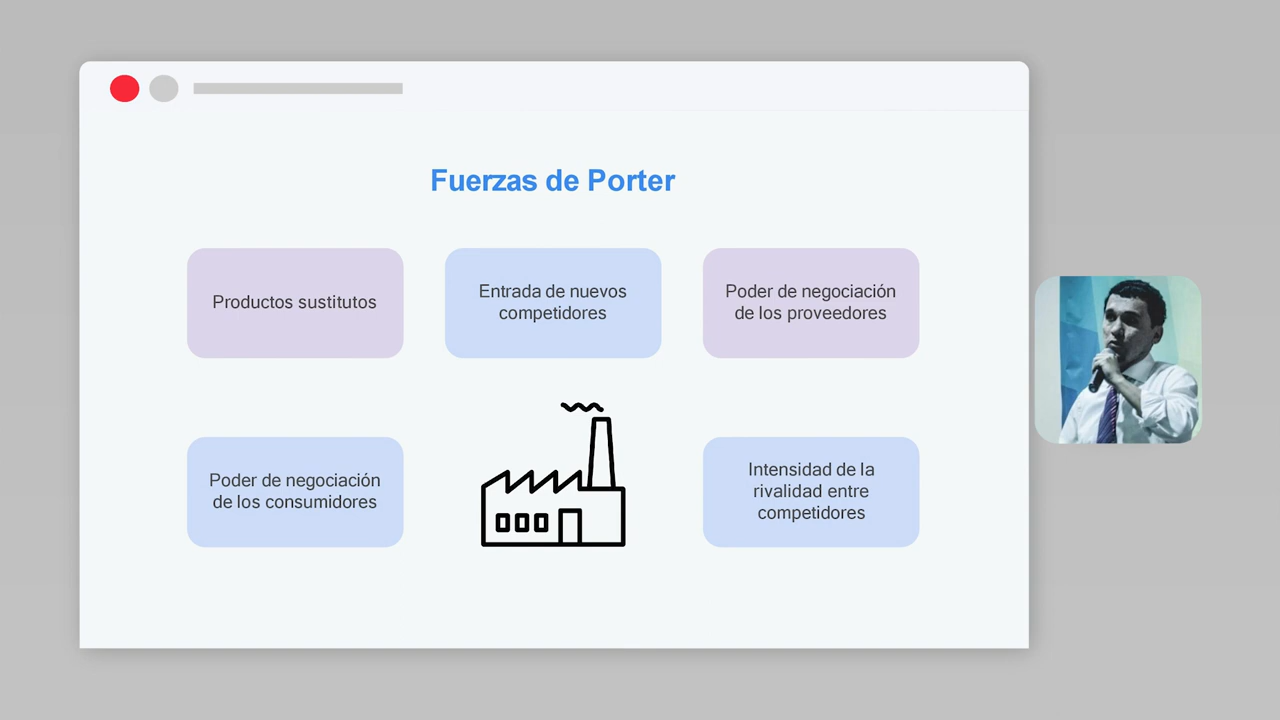 Fuerzas de Porter
Productos sustitutos
Entrada de nuevos
competidores
Poder de negociación
de los proveedores
Poder de negociación
de los consumidores
Intensidad de la
rivalidad entre
competidores